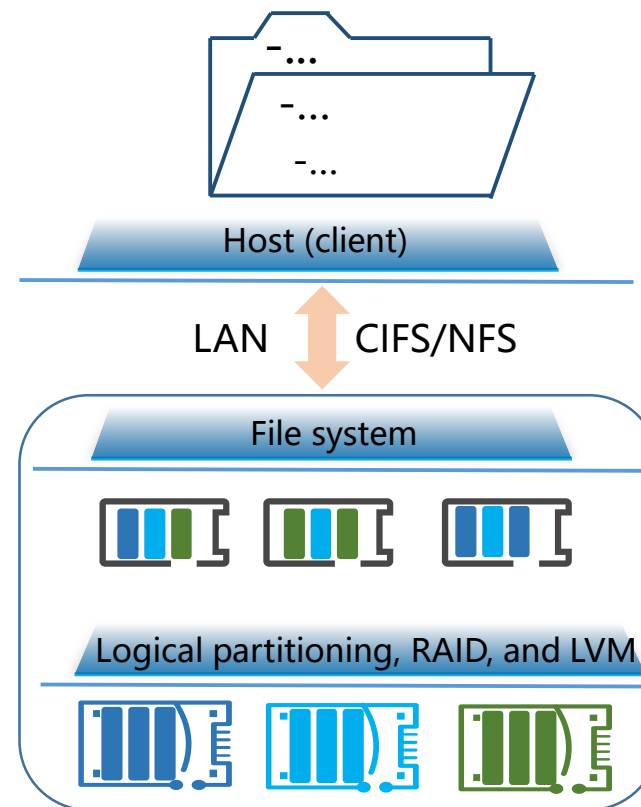 -...
-...
-...
Host (client)
LAN CIFS/NFS
File system
Logical partitioning, RAID, and LVM